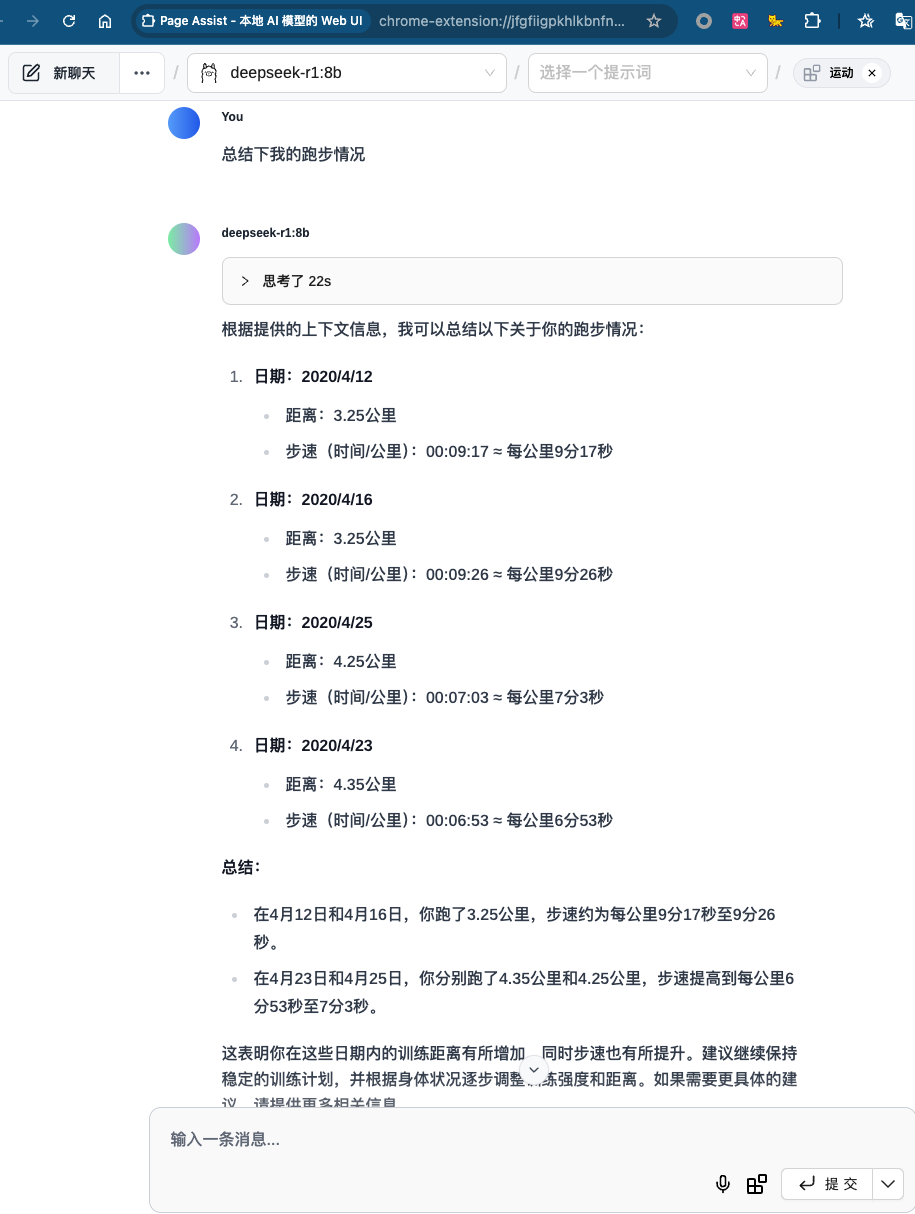 Page Assist - 本地 AI 模型的 Web UI
chrome-extension://jfgfiigpkhlkbnfn...
新聊天
...
/
deepseek-r1:8b
/
选择一个提示词
/
运动
You
总结下我的跑步情况
deepseek-r1:8b
思考了 22s
根据提供的上下文信息，我可以总结以下关于你的跑步情况：
1. 日期：2020/4/12
距离：3.25公里
步速（时间/公里）：00:09:17 ≈ 每公里9分17秒
2. 日期：2020/4/16
距离：3.25公里
步速（时间/公里）：00:09:26 ≈ 每公里9分26秒
3. 日期：2020/4/25
距离：4.25公里
步速（时间/公里）：00:07:03 ≈ 每公里7分3秒
4. 日期：2020/4/23
距离：4.35公里
步速（时间/公里）：00:06:53 ≈ 每公里6分53秒
总结：
在4月12日和4月16日，你跑了3.25公里，步速约为每公里9分17秒至9分26
秒。
在4月23日和4月25日，你分别跑了4.35公里和4.25公里，步速提高到每公里6
分53秒至7分3秒。
这表明你在这些日期内的训练距离有所增加 同时步速也有所提升。建议继续保持
稳定的训练计划，并根据身体状况逐步调整 练强度和距离。如果需要更具体的建
议，请提供更多相关信息
输入一条消息...
提 交